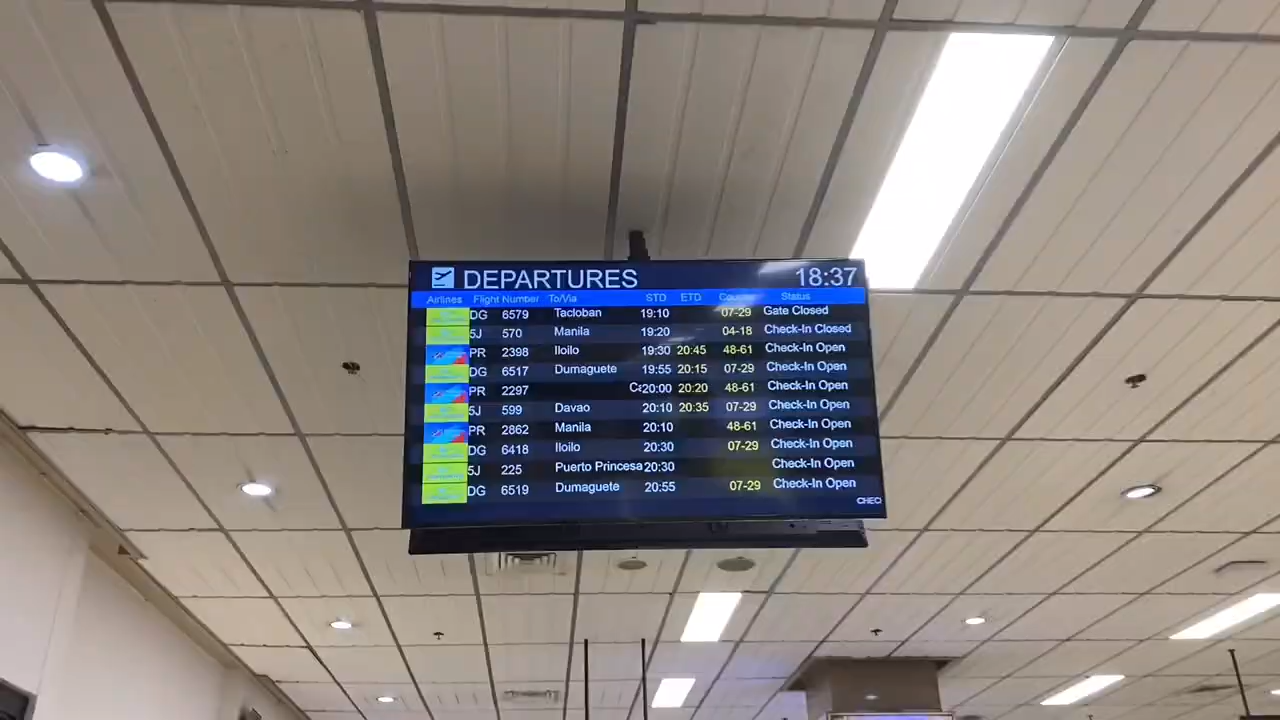 DEPARTURES 18:37
Airlines Flight Number To/Via STD ETD Counter Status
DG 6579 Tacloban 19:10 07-29 Gate Closed
5J 570 Manila 19:20 04-18 Check-In Closed
PR 2398 Iloilo 19:30 20:45 48-61 Check-In Open
DG 6517 Dumaguete 19:55 20:15 07-29 Check-In Open
PR 2297 20:00 20:20 48-61 Check-In Open
5J 599 Davao 20:10 20:35 07-29 Check-In Open
PR 2862 Manila 20:10 48-61 Check-In Open
DG 6418 Iloilo 20:30 07-29 Check-In Open
5J 225 Puerto Princesa 20:30 Check-In Open
DG 6519 Dumaguete 20:55 07-29 Check-In Open
CHEC